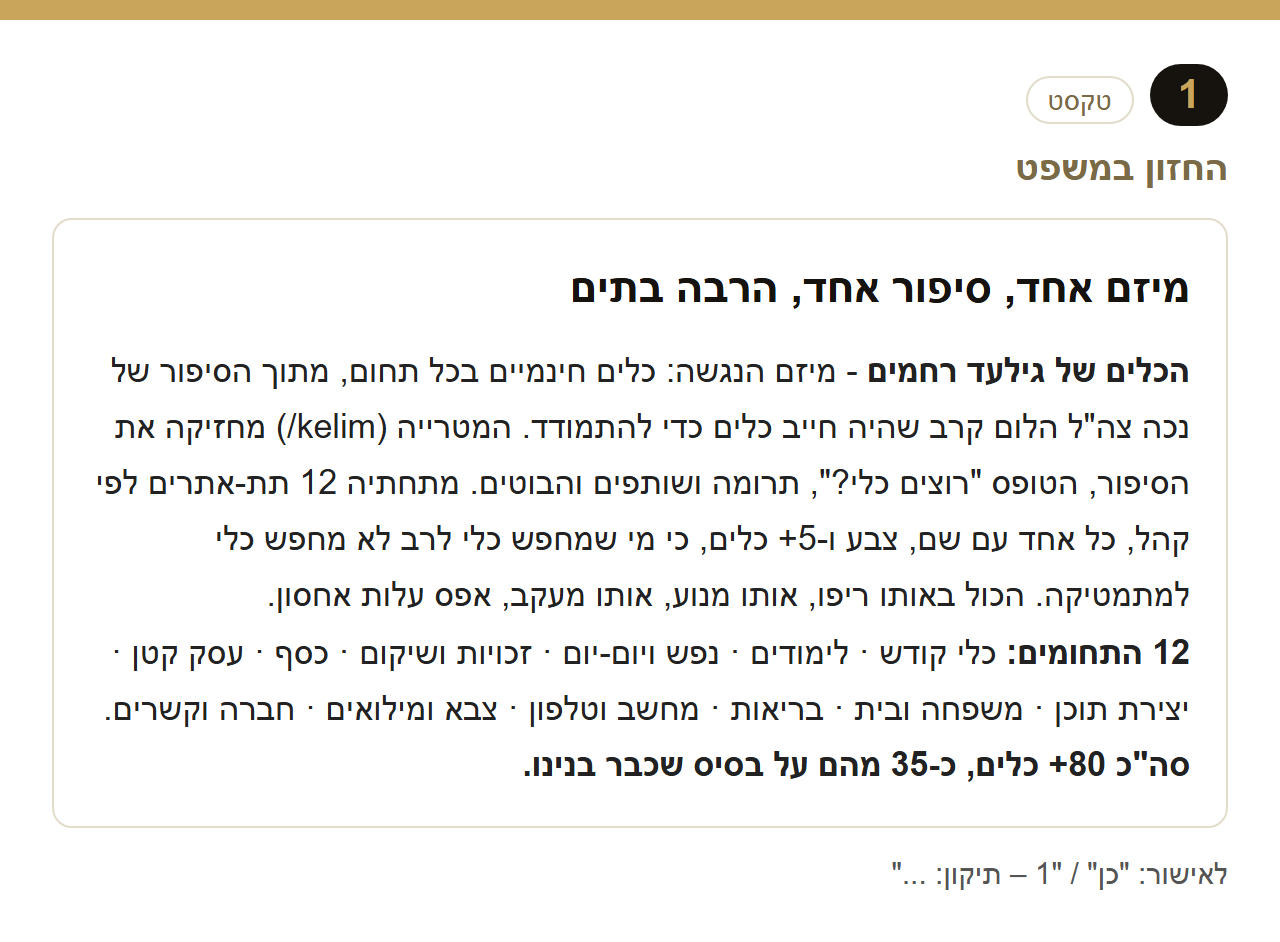 1
טקסט
החזון במשפט
מיזם אחד, סיפור אחד, הרבה בתים
הכלים של גילעד רחמים - מיזם הנגשה: כלים חינמיים בכל תחום, מתוך הסיפור של
נכה צה"ל הלום קרב שהיה חייב כלים כדי להתמודד. המטרייה (kelim/) מחזיקה את
הסיפור, הטופס "רוצים כלי?", תרומה ושותפים והבוטים. מתחתיה 12 תת-אתרים לפי
קהל, כל אחד עם שם, צבע ו-5+ כלים, כי מי שמחפש כלי לרב לא מחפש כלי
למתמטיקה. הכול באותו ריפו, אותו מנוע, אותו מעקב, אפס עלות אחסון.
12 התחומים: כלי קודש · לימודים · נפש ויום-יום · זכויות ושיקום · כסף · עסק קטן ·
יצירת תוכן · משפחה ובית · בריאות · מחשב וטלפון · צבא ומילואים · חברה וקשרים.
סה"כ 80+ כלים, כ-35 מהם על בסיס שכבר בנינו.
לאישור: "כן" / "1 – תיקון: ..."